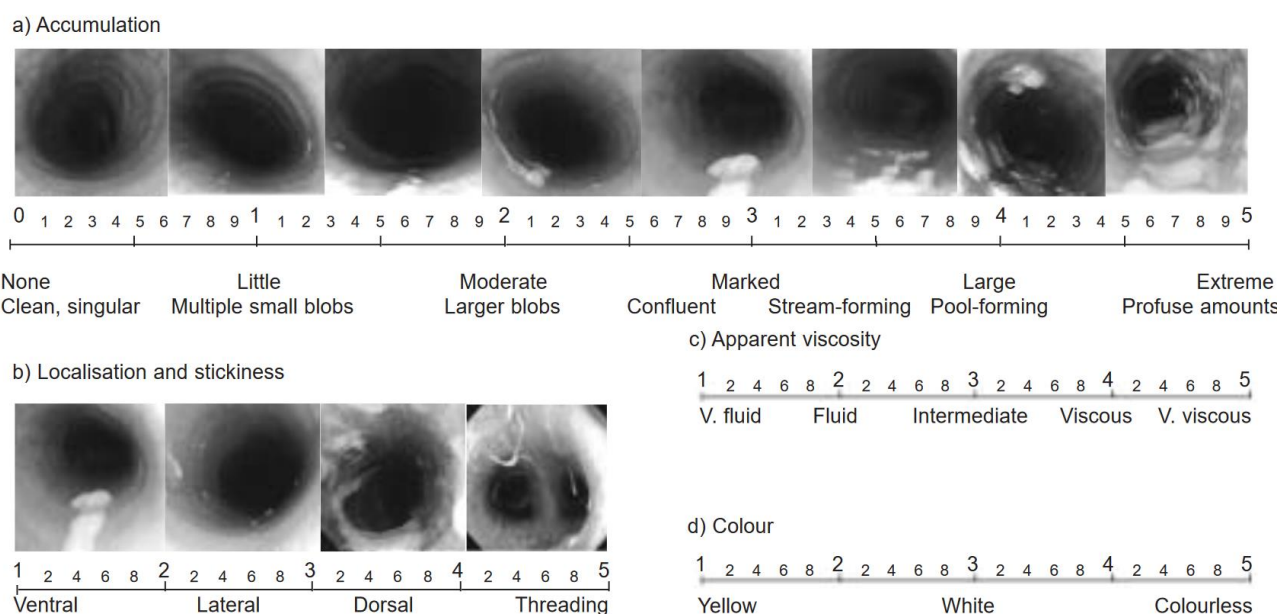 a) Accumulation
0 1 2 3 4 5 6 7 8 9 1 1 2 3 4 5 6 7 8 9 2 1 2 3 4 5 6 7 8 9 3 1 2 3 4 5 6 7 8 9 4 1 2 3 4 5 6 7 8 9 5
None Little Moderate Marked Large Extreme
Clean, singular Multiple small blobs Larger blobs Confluent Stream-forming Pool-forming Profuse amounts
b) Localisation and stickiness
1 2 4 6 8 2 2 4 6 8 3 2 4 6 8 4 2 4 6 8 5
Ventral Lateral Dorsal Threading
c) Apparent viscosity
1 2 4 6 8 2 2 4 6 8 3 2 4 6 8 4 2 4 6 8 5
V. fluid Fluid Intermediate Viscous V. viscous
d) Colour
1 2 4 6 8 2 2 4 6 8 3 2 4 6 8 4 2 4 6 8 5
Yellow White Colourless